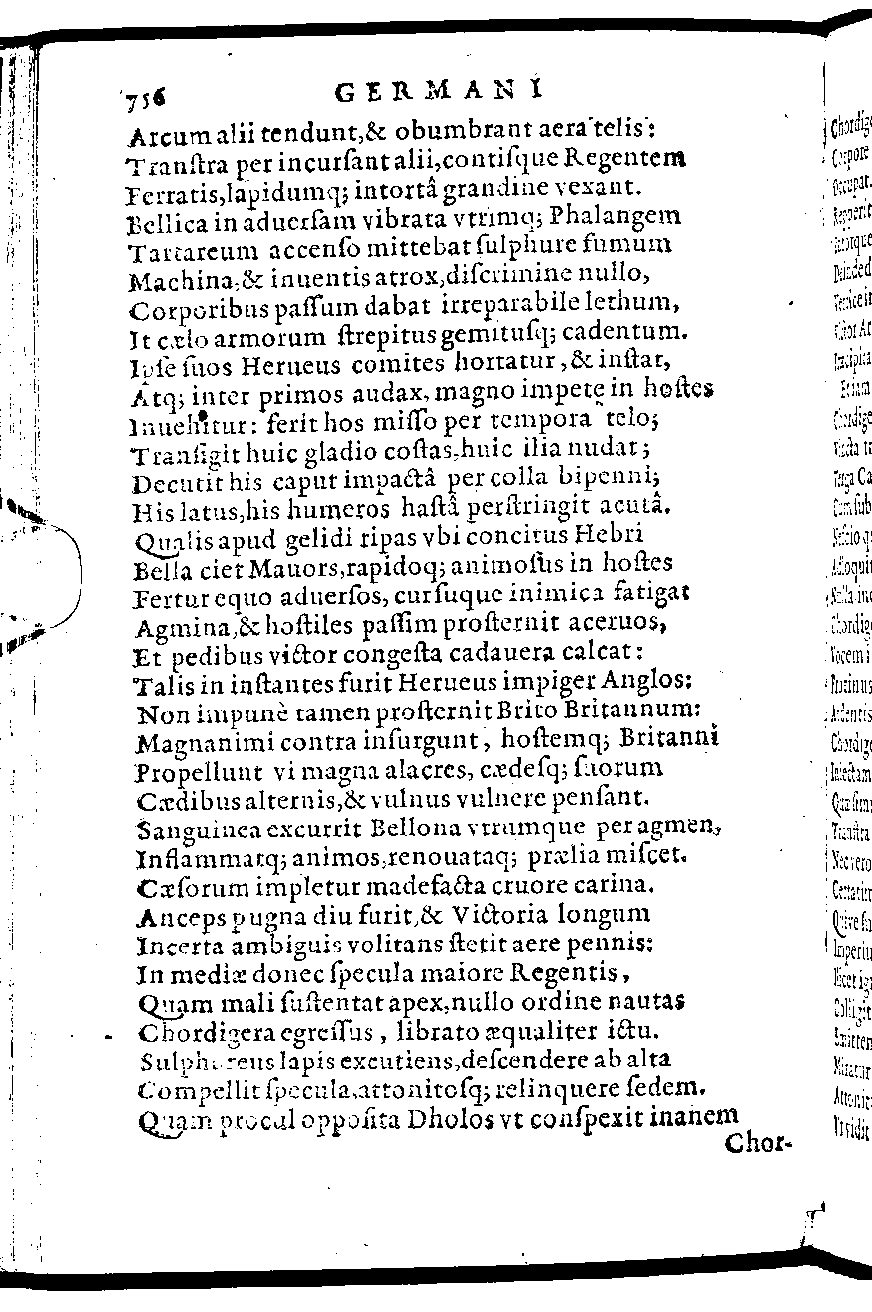 756 GERMANI
Arcum alii tendunt,& obumbrant aera telis:
Tranſtra per incurſant alii,contiſque Regentem
Ferratis,lapidumq; intortâ grandine vexant.
Bellica in aduerſam vibrata vtrimq; Phalangem
Tartareum accenſo mittebat ſulphure fumum
Machina,& inuentis atrox,diſcrimine nullo,
Corporibus paſſum dabat irreparabile lethum,
It cælo armorum ſtrepitus gemituſq; cadentum.
Ipſe ſuos Herueus comites hortatur,& inſtat,
Atq; inter primos audax, magno impete in hoſtes
Inuehitur: ferit hos miſſo per tempora telo;
Tranſigit huic gladio coſtas,huic ilia nudat;
Decutit his caput impactâ per colla bipenni;
His latus,his humeros haſtâ perſtringit acutâ.
Qualis apud gelidi ripas vbi concitus Hebri
Bella ciet Mauors,rapidoq; animoſus in hoſtes
Fertur equo aduerſos, curſuque inimica fatigat
Agmina,& hoſtiles paſſim proſternit aceruos,
Et pedibus victor congeſta cadauera calcat:
Talis in inſtantes furit Herueus impiger Anglos:
Non impunè tamen proſternit Brito Britannum:
Magnanimi contra inſurgunt, hoſtemq; Britanni
Propellunt vi magna alacres, cædeſq; ſuorum
Cædibus alternis,& vulnus vulnere penſant.
Sanguinea excurrit Bellona vtrumque per agmen,
Inflammatq; animos,renouataq; prælia miſcet.
Cæſorum impletur madefacta cruore carina.
Anceps pugna diu furit,& Victoria longum
Incerta ambiguis volitans ſtetit aere pennis:
In mediæ donec ſpecula maiore Regentis,
Quam mali ſuſtentat apex,nullo ordine nautas
Chordigera egreſſus, librato æqualiter ictu.
Sulphureus lapis excutiens,deſcendere ab alta
Compellit ſpecula,attonitoſq; relinquere ſedem.
Quam procul oppoſita Dholos vt conſpexit inanem
Chor-